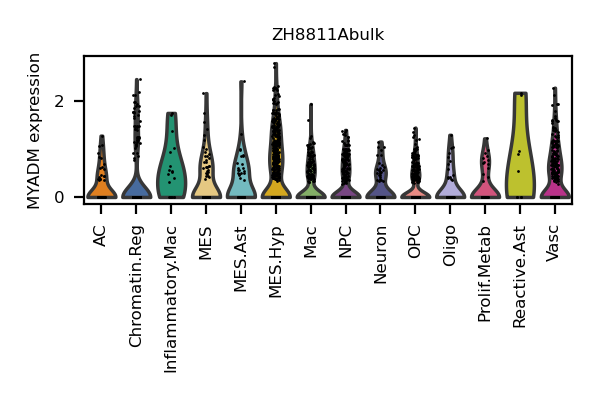 ZH8811Abulk
MYADM expression
2
0
AC
Chromatin.Reg
Inflammatory.Mac
MES
MES.Ast
MES.Hyp
Mac
NPC
Neuron
OPC
Oligo
Prolif.Metab
Reactive.Ast
Vasc